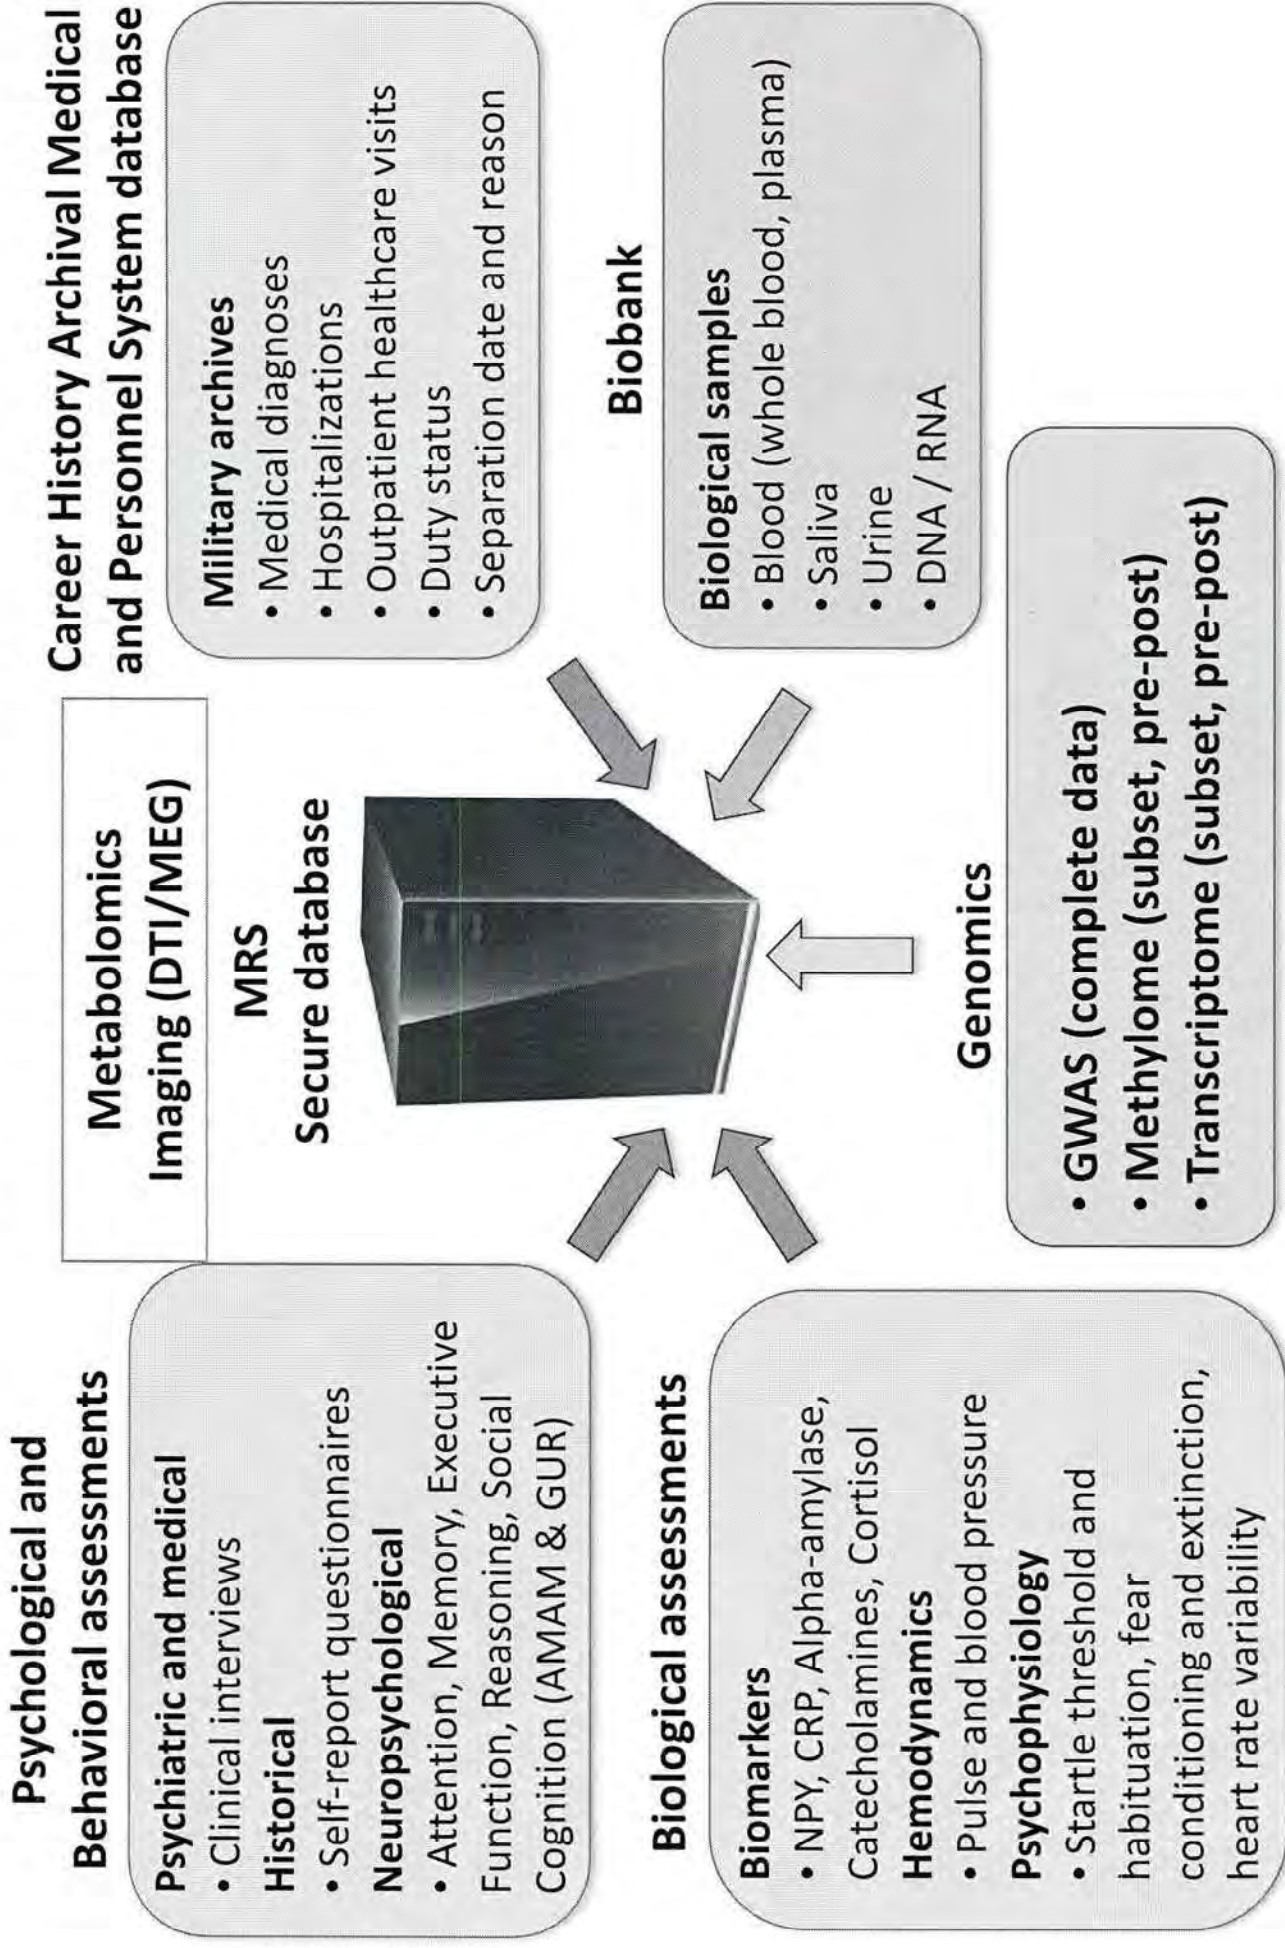 Psychological and
Behavioral assessments
Psychiatric and medical
• Clinical interviews
Historical
• Self-report questionnaires
Neuropsychological
• Attention, Memory, Executive
Function, Reasoning, Social
Cognition (AMAM & GUR)
Metabolomics
Imaging (DTI/MEG)
MRS
Secure database
Career History Archival Medical
and Personnel System database
Military archives
• Medical diagnoses
• Hospitalizations
• Outpatient healthcare visits
• Duty status
• Separation date and reason
Biological assessments
Biomarkers
• NPY, CRP, Alpha-amylase,
Catecholamines, Cortisol
Hemodynamics
• Pulse and blood pressure
Psychophysiology
• Startle threshold and
habituation, fear
conditioning and extinction,
heart rate variability
Genomics
• GWAS (complete data)
• Methylome (subset, pre-post)
• Transcriptome (subset, pre-post)
Biobank
Biological samples
• Blood (whole blood, plasma)
• Saliva
• Urine
• DNA / RNA